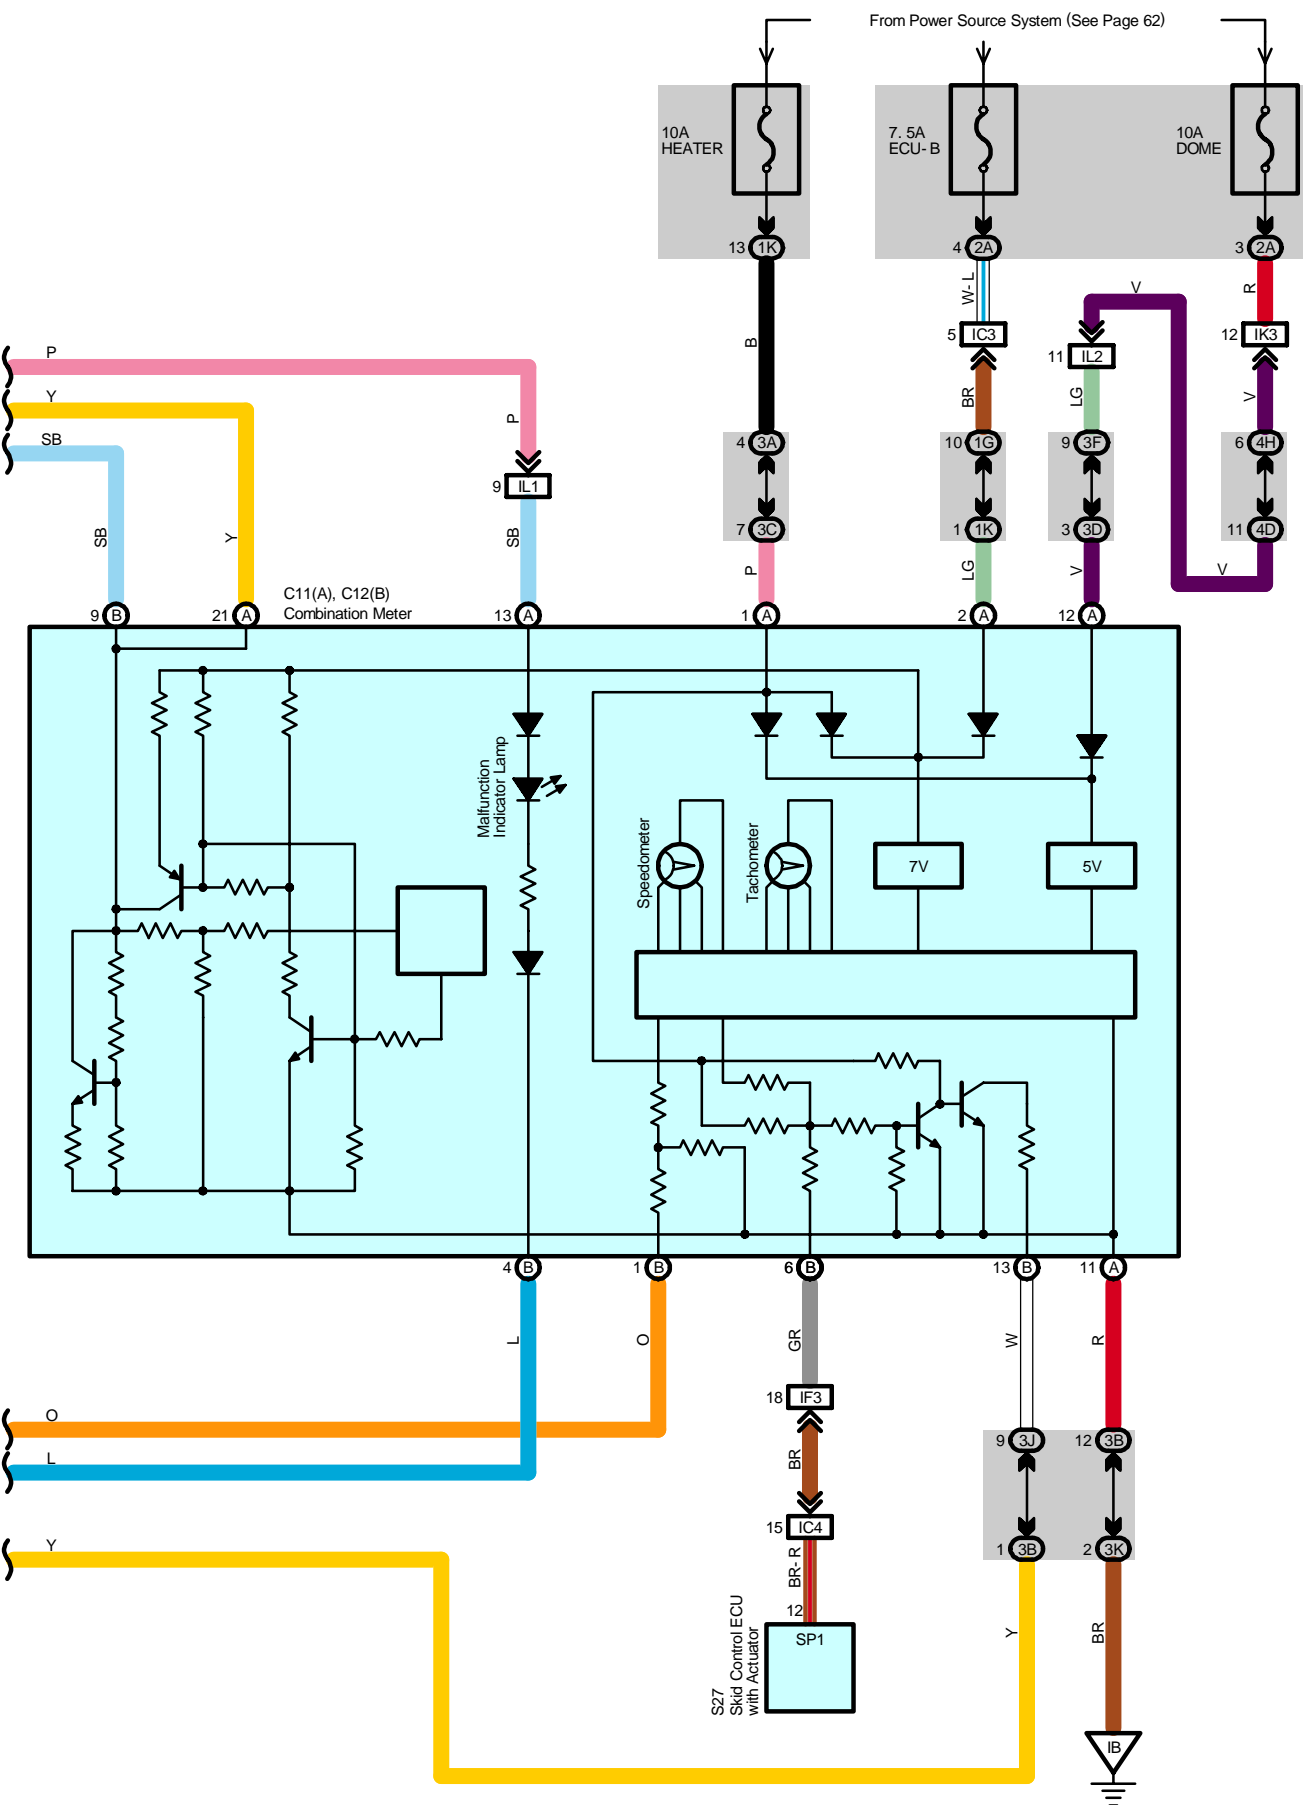 From Power Source System (See Page 62)
10A
HEATER
7. 5A
ECU- B
10A
DOME
13 1K
4 2A
3 2A
W- L
R
V
B
5 IC3
11 IL2
12 IK3
P
Y
SB
P
BR
LG
V
4 3A
10 1G
9 3F
6 4H
9 IL1
7 3C
1 1K
3 3D
11 4D
SB
Y
SB
P
LG
V
V
C11(A), C12(B)
Combination Meter
9 B
21 A
13 A
1 A
2 A
12 A
Malfunction
Indicator Lamp
Speedometer
Tachometer
7V
5V
4 B
1 B
6 B
13 B
11 A
L
O
GR
W
R
18 IF3
O
L
BR
9 3J
12 3B
15 IC4
Y
1 3B
2 3K
BR- R
12
SP1
S27
Skid Control ECU
with Actuator
Y
BR
IB